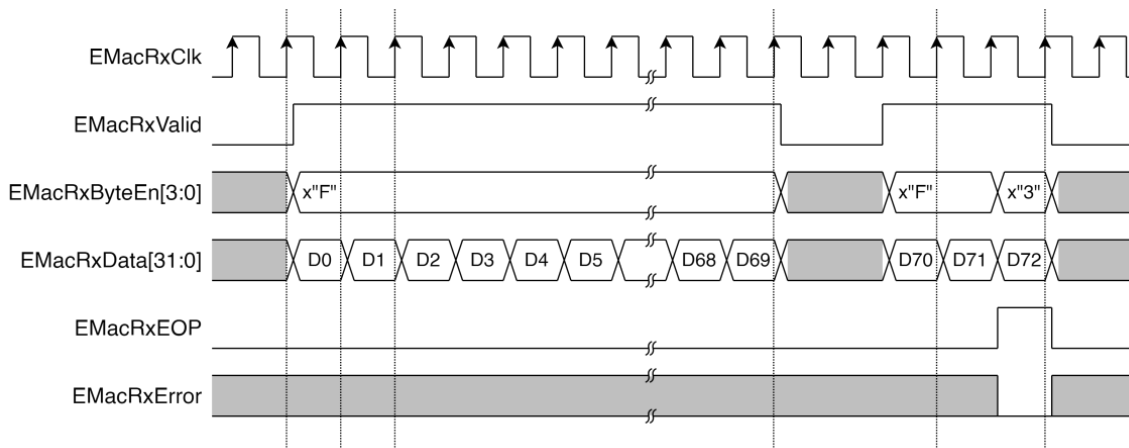 EMacRxClk
EMacRxValid
EMacRxByteEn[3:0] x"F" x"F" x"3"
EMacRxData[31:0] D0 D1 D2 D3 D4 D5 D68 D69 D70 D71 D72
EMacRxEOP
EMacRxError